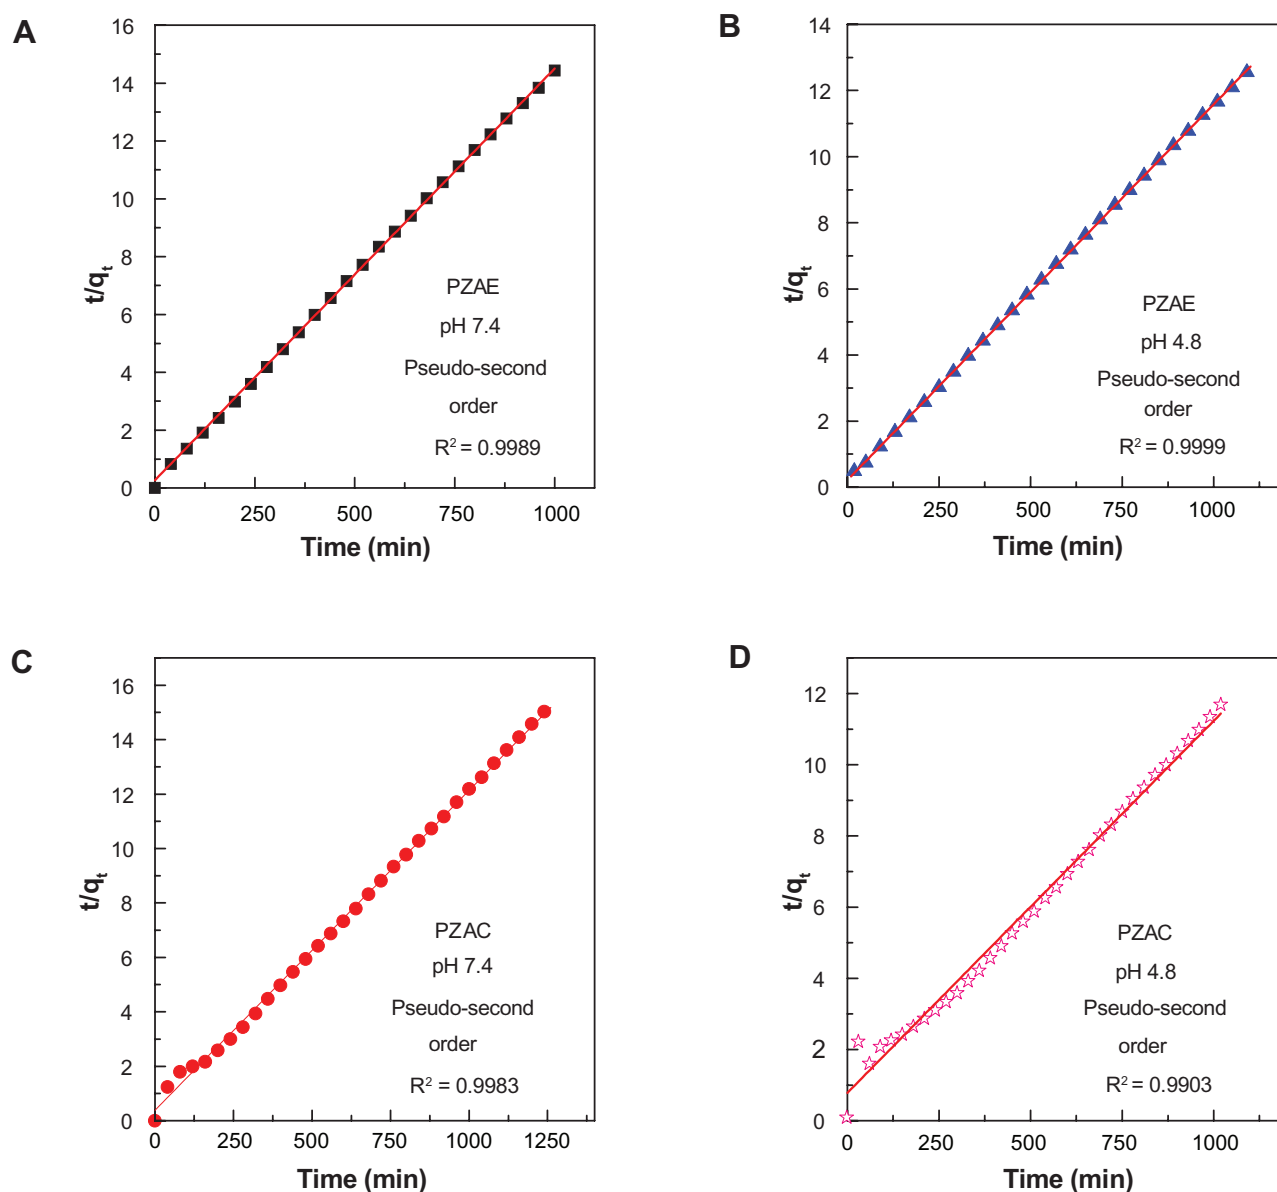 A
16
14
12
10
8
6
4
2
0
t/qt
PZAE
pH 7.4
Pseudo-second
order
R² = 0.9989
0 250 500 750 1000
Time (min)
B
14
12
10
8
6
4
2
0
t/qt
PZAE
pH 4.8
Pseudo-second
order
R² = 0.9999
0 250 500 750 1000
Time (min)
C
16
14
12
10
8
6
4
2
0
t/qt
PZAC
pH 7.4
Pseudo-second
order
R² = 0.9983
0 250 500 750 1000 1250
Time (min)
D
12
10
8
6
4
2
0
t/qt
PZAC
pH 4.8
Pseudo-second
order
R² = 0.9903
0 250 500 750 1000
Time (min)